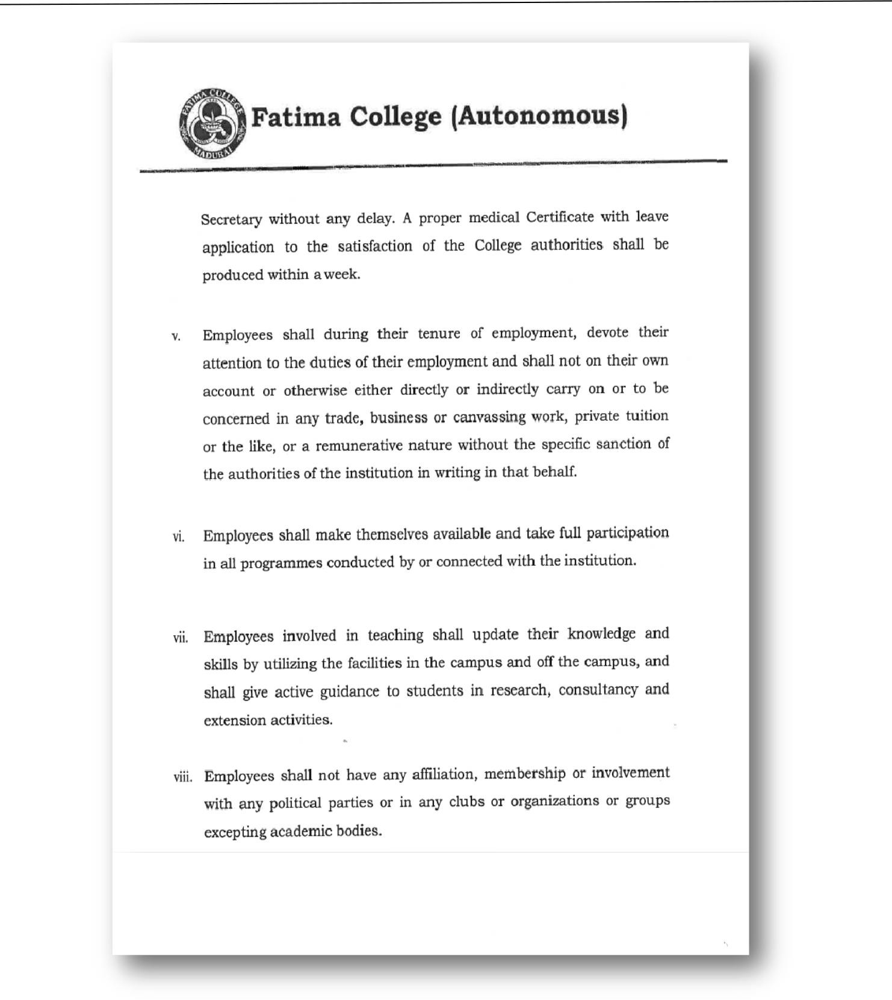 FATIMA COLLEGE
MADURAI
Fatima College (Autonomous)
Secretary without any delay. A proper medical Certificate with leave
application to the satisfaction of the College authorities shall be
produced within a week.
v. Employees shall during their tenure of employment, devote their
attention to the duties of their employment and shall not on their own
account or otherwise either directly or indirectly carry on or to be
concerned in any trade, business or canvassing work, private tuition
or the like, or a remunerative nature without the specific sanction of
the authorities of the institution in writing in that behalf.
vi. Employees shall make themselves available and take full participation
in all programmes conducted by or connected with the institution.
vii. Employees involved in teaching shall update their knowledge and
skills by utilizing the facilities in the campus and off the campus, and
shall give active guidance to students in research, consultancy and
extension activities.
viii. Employees shall not have any affiliation, membership or involvement
with any political parties or in any clubs or organizations or groups
excepting academic bodies.